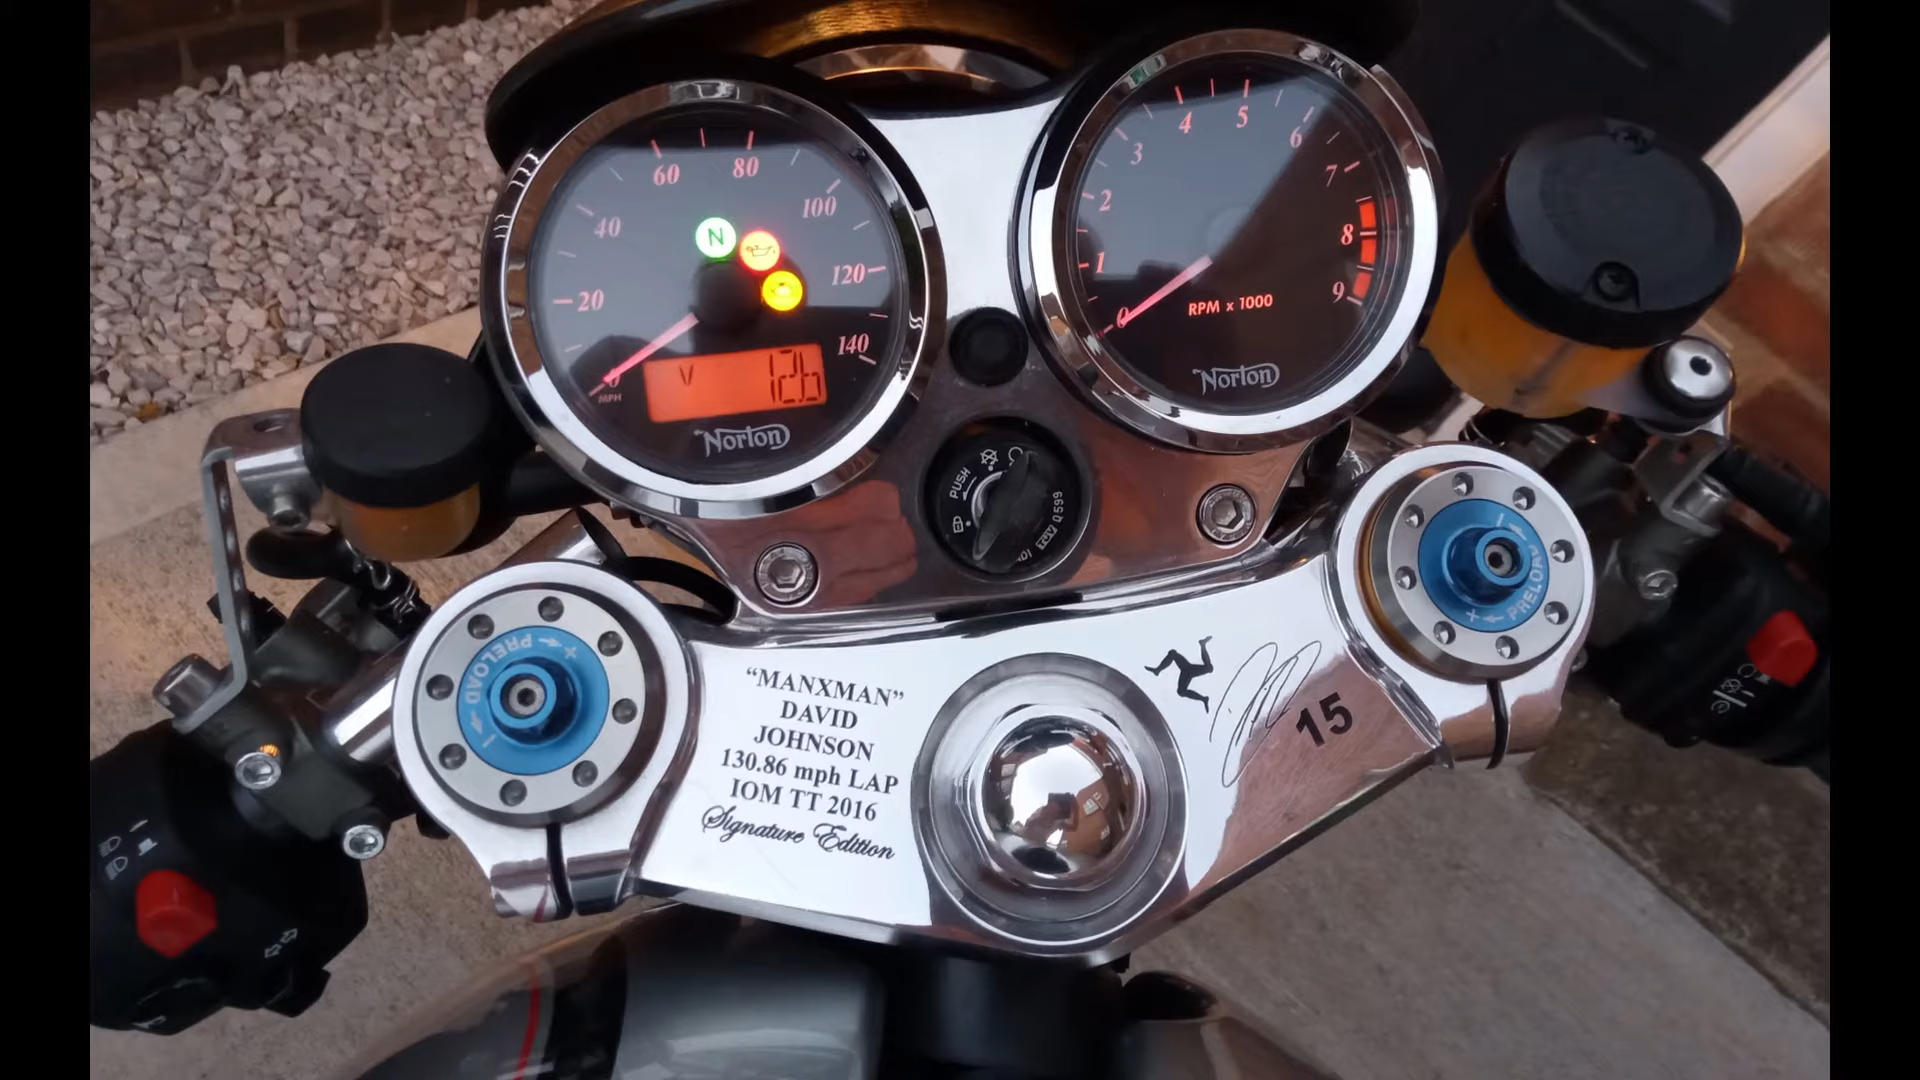 60
80
40
100
20
120
0
140
MPH
N
V 12.6
Norton
4
5
3
6
2
7
1
8
0
9
RPM x 1000
Norton
PUSH
Q599
PRELOAD
+
-
PRELOAD
+
-
"MANXMAN"
DAVID
JOHNSON
130.86 mph LAP
IOM TT 2016
Signature Edition
15